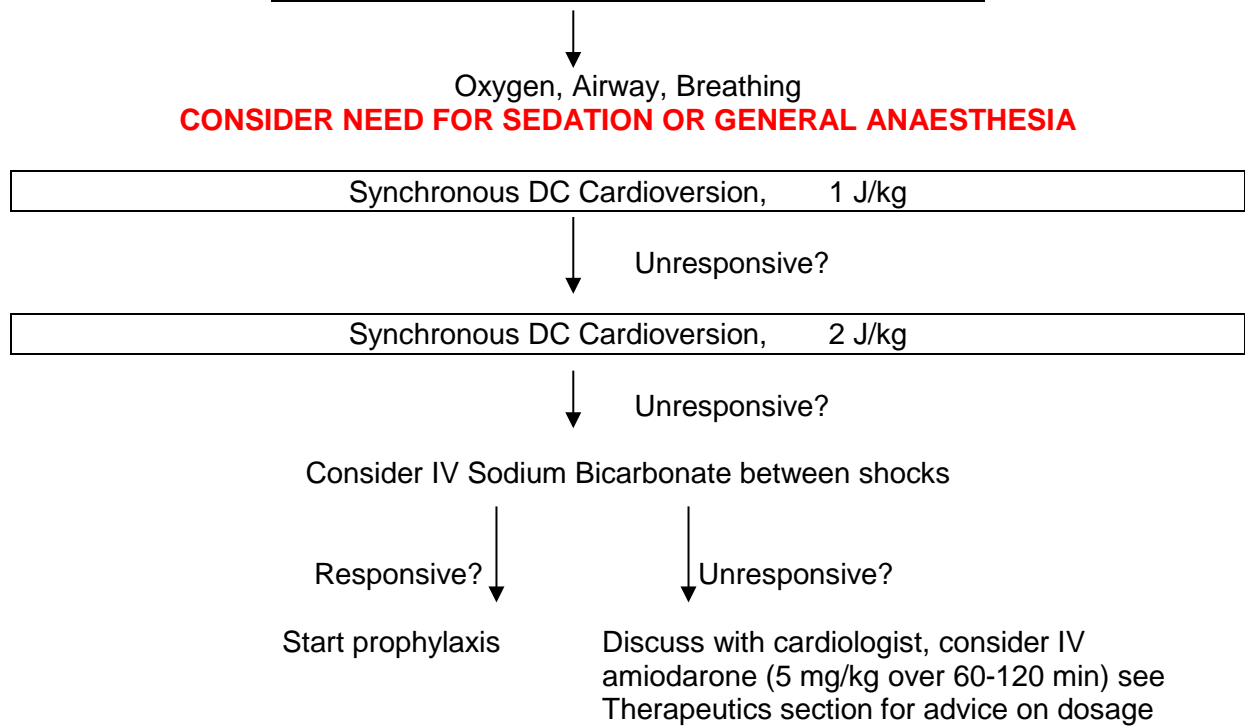 Oxygen, Airway, Breathing
CONSIDER NEED FOR SEDATION OR GENERAL ANAESTHESIA
Synchronous DC Cardioversion, 1 J/kg
Unresponsive?
Synchronous DC Cardioversion, 2 J/kg
Unresponsive?
Consider IV Sodium Bicarbonate between shocks
Responsive?
Unresponsive?
Start prophylaxis
Discuss with cardiologist, consider IV
amiodarone (5 mg/kg over 60-120 min) see
Therapeutics section for advice on dosage